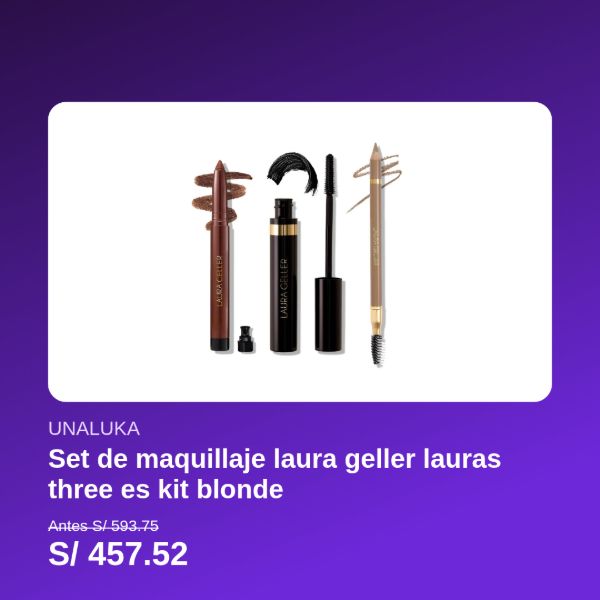 LAURA GELLER
LAURA GELLER
UNALUKA
Set de maquillaje laura geller lauras
three es kit blonde
Antes S/ 593.75
S/ 457.52